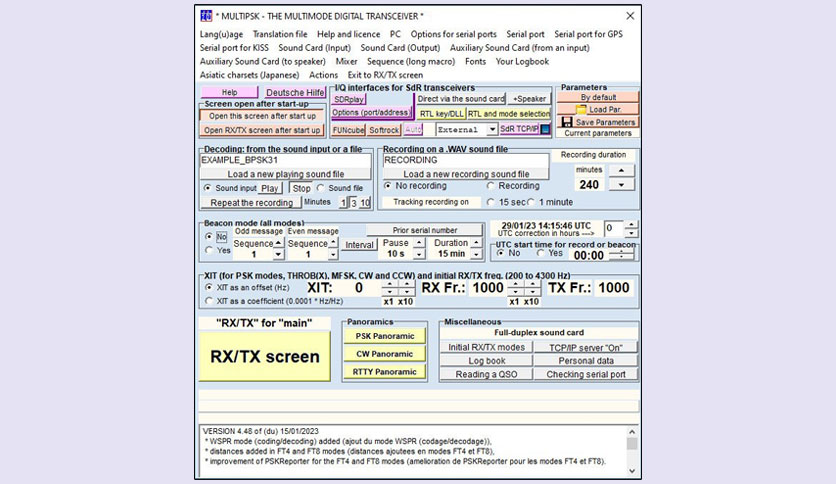 * MULTIPSK - THE MULTIMODE DIGITAL TRANSCEIVER *
Lang(u)age Translation file Help and licence PC Options for serial ports Serial port Serial port for GPS
Serial port for KISS Sound Card (Input) Sound Card (Output) Auxiliary Sound Card (from an input)
Auxiliary Sound Card (to speaker) Mixer Sequence (long macro) Fonts Your Logbook
Asiatic charsets (Japanese) Actions Exit to RX/TX screen
Help Deutsche Hilfe
Screen open after start-up
Open this screen after start up
Open RX/TX screen after start up
I/Q interfaces for SdR transceivers
SDRplay Direct via the sound card +Speaker
Options (port/address) RTL key/DLL RTL and mode selection
FUNcube Softrock Auto External SdR TCP/IP
Parameters
By default
Load Par.
Save Parameters
Current parameters
Decoding: from the sound input or a file
EXAMPLE_BPSK31
Load a new playing sound file
Sound input Play Stop Sound file
Repeat the recording Minutes 1 3 10
Recording on a .WAV sound file
RECORDING
Load a new recording sound file
No recording Recording
Tracking recording on 15 sec 1 minute
Recording duration
minutes
240
Beacon mode (all modes)
No Yes
Odd message Even message
Sequence Sequence
1 1
Interval
Prior serial number
Pause Duration
10 s 15 min
29/01/23 14:15:46 UTC
UTC correction in hours ----> 0
UTC start time for record or beacon
No Yes 00:00
XIT (for PSK modes, THROB(X), MFSK, CW and CCW) and initial RX/TX freq. (200 to 4300 Hz)
XIT as an offset (Hz) XIT: 0 RX Fr.: 1000 TX Fr.: 1000
XIT as a coefficient (0.0001 * Hz/Hz) x1 x10 x1 x10
"RX/TX" for "main"
RX/TX screen
Panoramics
PSK Panoramic
CW Panoramic
RTTY Panoramic
Miscellaneous
Full-duplex sound card
Initial RX/TX modes TCP/IP server "On"
Log book Personal data
Reading a QSO Checking serial port
VERSION 4.48 of (du) 15/01/2023
* WSPR mode (coding/decoding) added (ajout du mode WSPR (codage/decodage)),
* distances added in FT4 and FT8 modes (distances ajoutees en modes FT4 et FT8),
* improvement of PSKReporter for the FT4 and FT8 modes (amelioration de PSKReporter pour les modes FT4 et FT8).